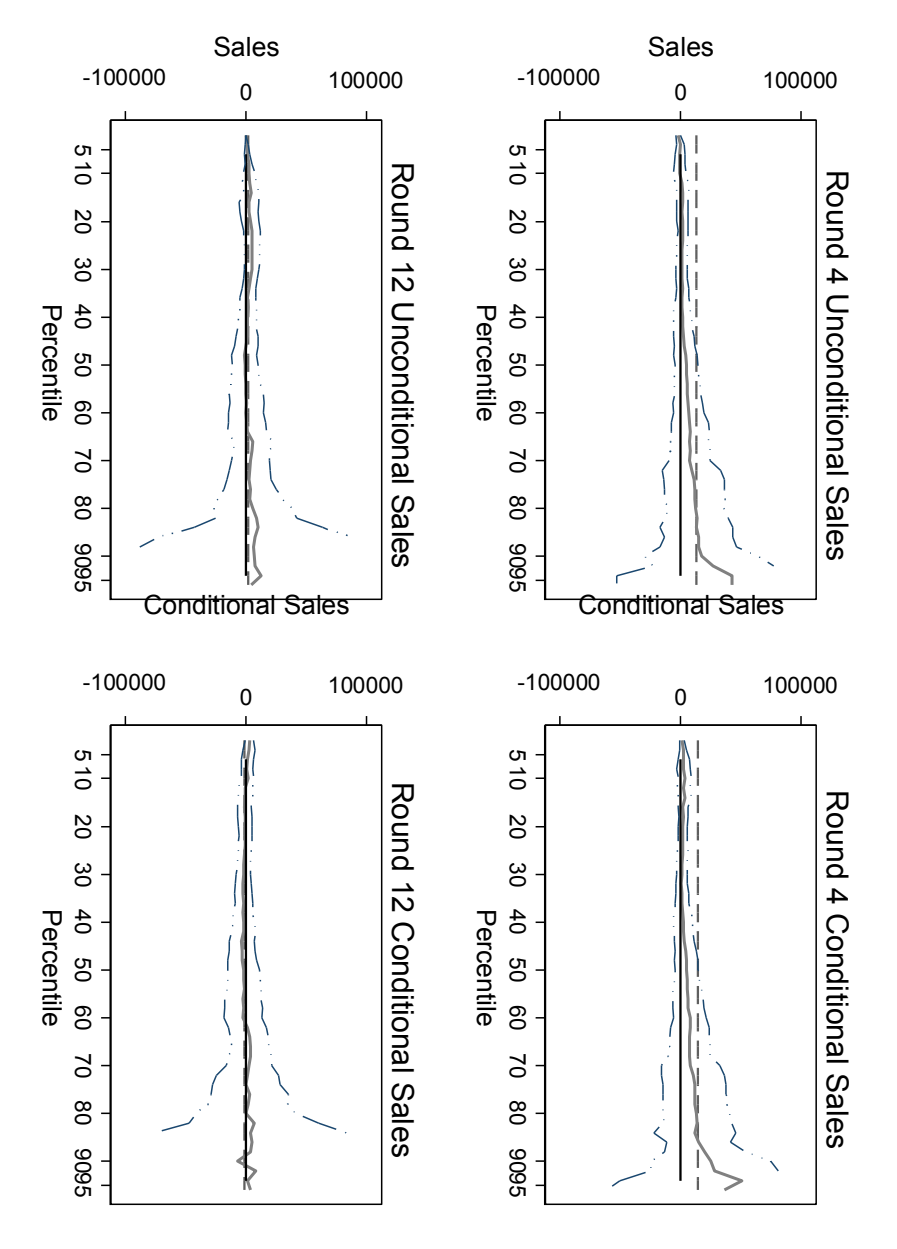 Round 4 Unconditional Sales
Sales
-100000
0
100000
5 10 20 30 40 50 60 70 80 90 95
Percentile
Round 4 Conditional Sales
Conditional Sales
-100000
0
100000
5 10 20 30 40 50 60 70 80 90 95
Percentile
Round 12 Unconditional Sales
Sales
-100000
0
100000
5 10 20 30 40 50 60 70 80 90 95
Percentile
Round 12 Conditional Sales
Conditional Sales
-100000
0
100000
5 10 20 30 40 50 60 70 80 90 95
Percentile